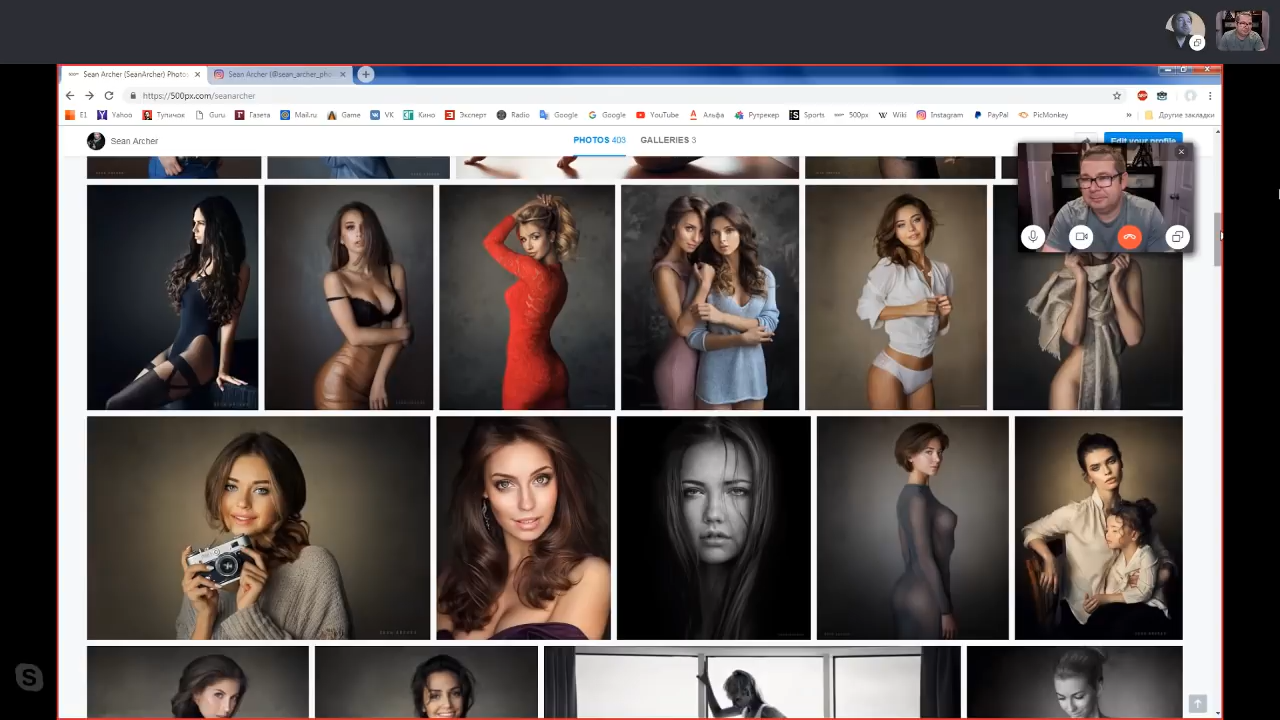 Sean Archer (SeanArcher) Photos
Sean Archer (@sean_archer_pho
https://500px.com/seanarcher
E1 Yahoo Тупичок Guru Газета Mail.ru Game VK Кино Эксперт Radio Google Google YouTube Альфа Рутрекер Sports 500px Wiki Instagram PayPal PicMonkey » Другие закладки
Sean Archer PHOTOS 403 GALLERIES 3 Edit your profile